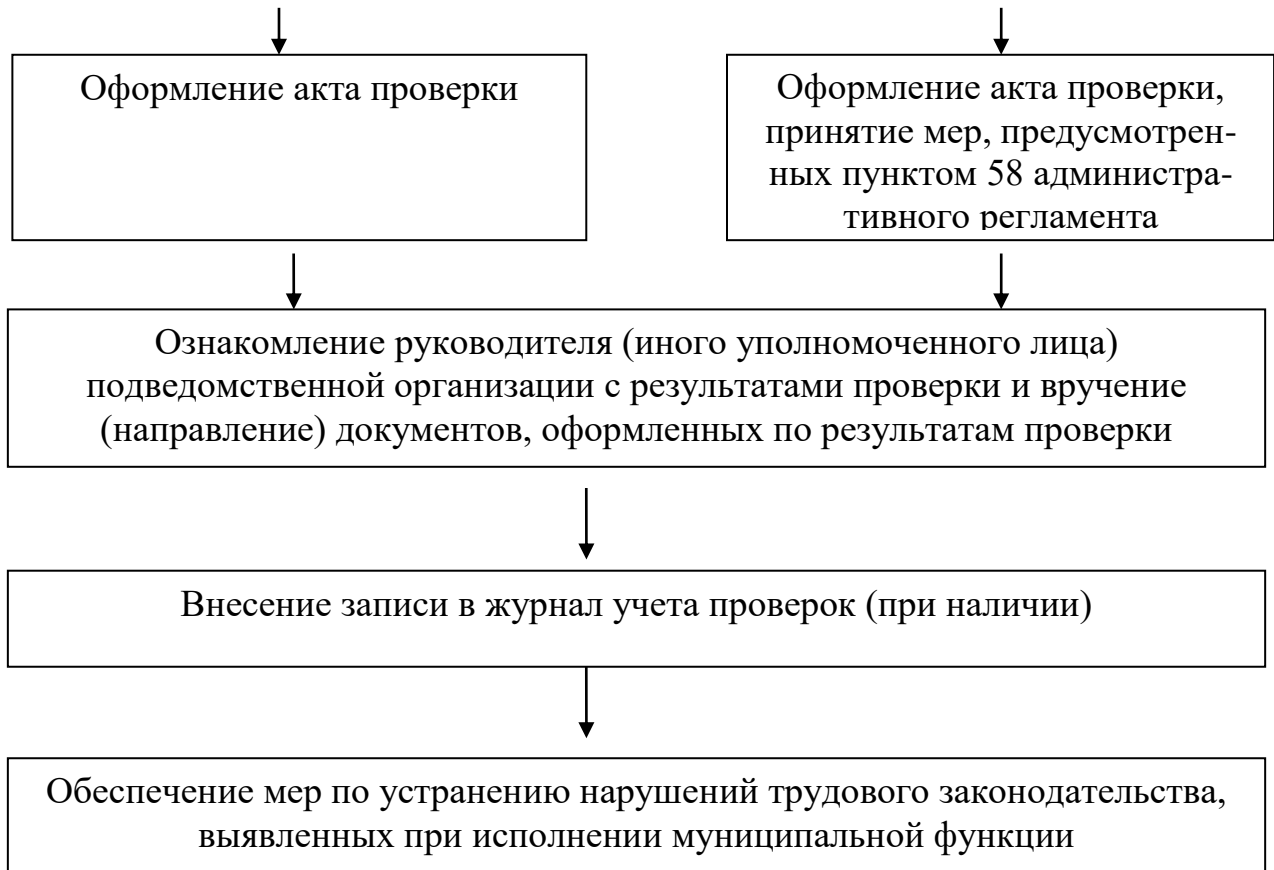 Оформление акта проверки
Оформление акта проверки,
принятие мер, предусмотрен-
ных пунктом 58 администра-
тивного регламента
Ознакомление руководителя (иного уполномоченного лица)
подведомственной организации с результатами проверки и вручение
(направление) документов, оформленных по результатам проверки
Внесение записи в журнал учета проверок (при наличии)
Обеспечение мер по устранению нарушений трудового законодательства,
выявленных при исполнении муниципальной функции